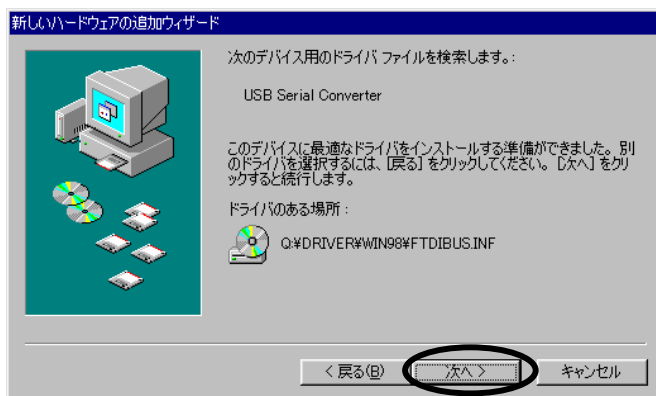 新しいハードウェアの追加ウィザード
次のデバイス用のドライバ ファイルを検索します。:
USB Serial Converter
このデバイスに最適なドライバをインストールする準備ができました。別
のドライバを選択するには、[戻る] をクリックしてください。[次へ] をクリ
ックすると続行します。
ドライバのある場所:
Q:¥DRIVER¥WIN98¥FTDIBUS.INF
< 戻る(B)
次へ >
キャンセル